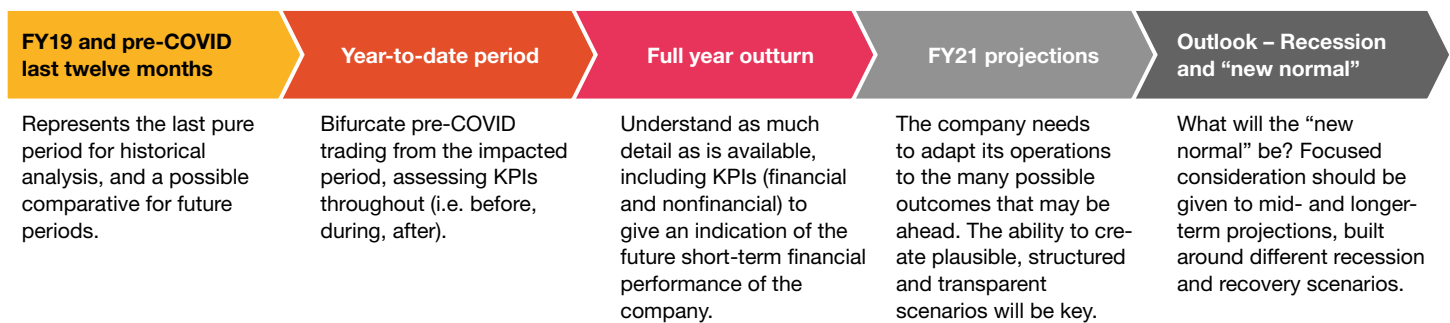 FY19 and pre-COVID
last twelve months
Represents the last pure
period for historical
analysis, and a possible
comparative for future
periods.
Year-to-date period
Bifurcate pre-COVID
trading from the impacted
period, assessing KPIs
throughout (i.e. before,
during, after).
Full year outturn
Understand as much
detail as is available,
including KPIs (financial
and nonfinancial) to
give an indication of the
future short-term financial
performance of the
company.
FY21 projections
The company needs
to adapt its operations
to the many possible
outcomes that may be
ahead. The ability to cre-
ate plausible, structured
and transparent
scenarios will be key.
Outlook – Recession
and “new normal”
What will the “new
normal” be? Focused
consideration should be
given to mid- and longer-
term projections, built
around different recession
and recovery scenarios.